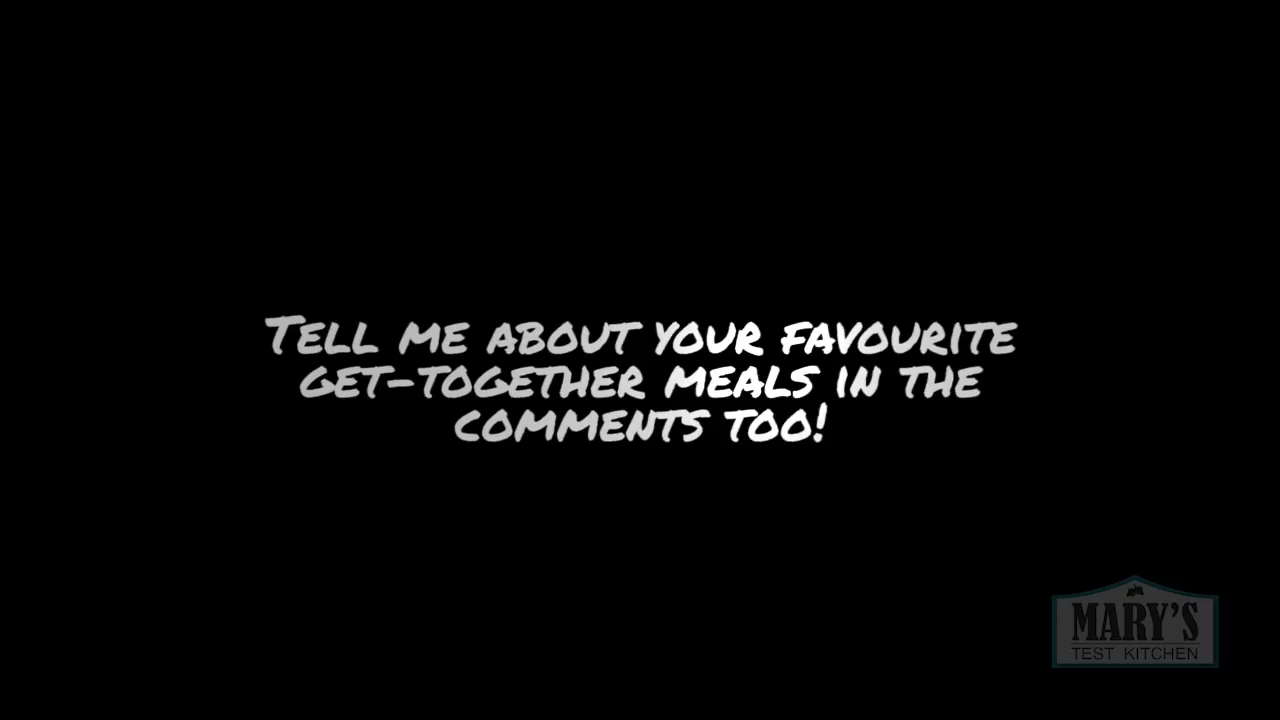 TELL ME ABOUT YOUR FAVOURITE
GET-TOGETHER MEALS IN THE
COMMENTS TOO!
MARY'S
TEST KITCHEN